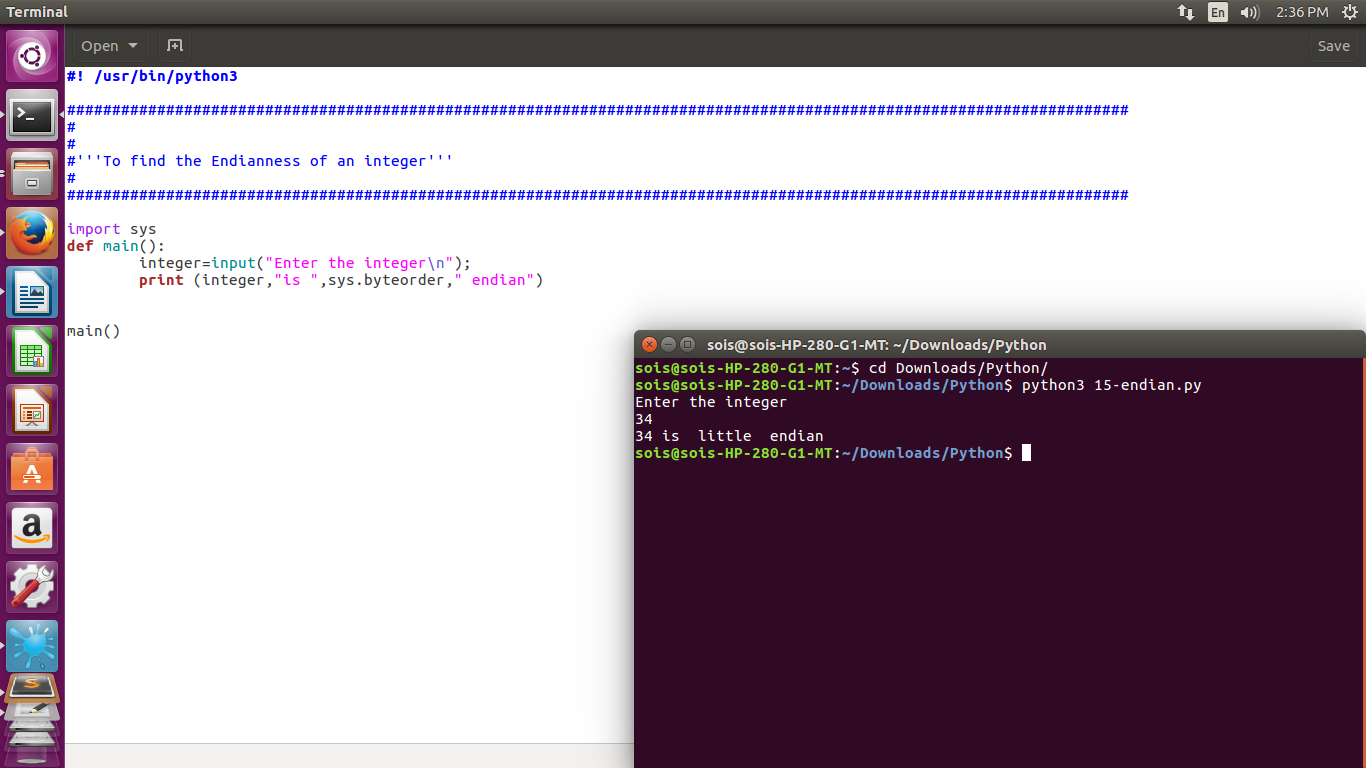 Terminal
En
2:36 PM
Open
Save
#! /usr/bin/python3
######################################################################################################################
#
#
#'''To find the Endianness of an integer'''
#
######################################################################################################################
import sys
def main():
        integer=input("Enter the integer\n");
        print (integer,"is ",sys.byteorder," endian")
main()
sois@sois-HP-280-G1-MT: ~/Downloads/Python
sois@sois-HP-280-G1-MT:~$ cd Downloads/Python/
sois@sois-HP-280-G1-MT:~/Downloads/Python$ python3 15-endian.py
Enter the integer
34
34 is  little  endian
sois@sois-HP-280-G1-MT:~/Downloads/Python$